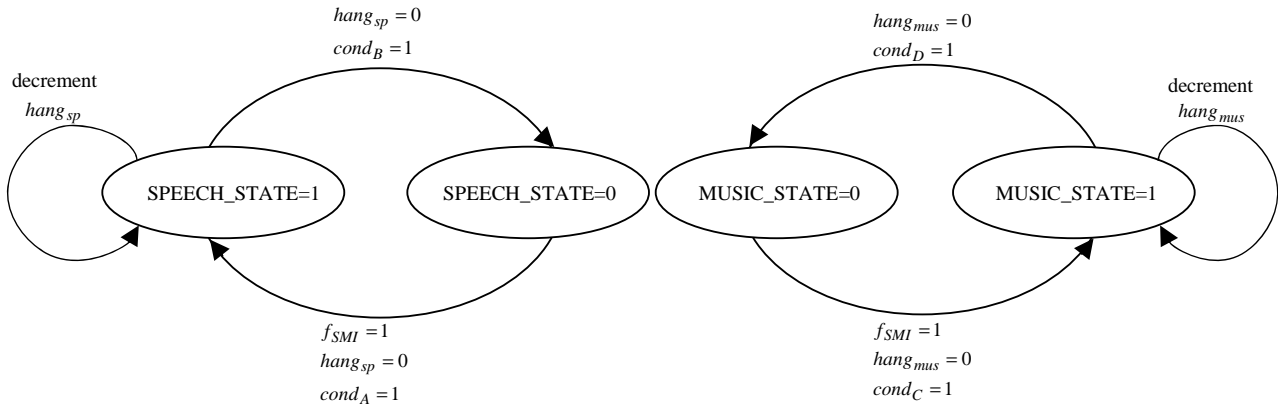 hang_sp = 0
cond_B = 1
hang_mus = 0
cond_D = 1
decrement
hang_sp
decrement
hang_mus
SPEECH_STATE=1
SPEECH_STATE=0
MUSIC_STATE=0
MUSIC_STATE=1
f_SMI = 1
hang_sp = 0
cond_A = 1
f_SMI = 1
hang_mus = 0
cond_C = 1